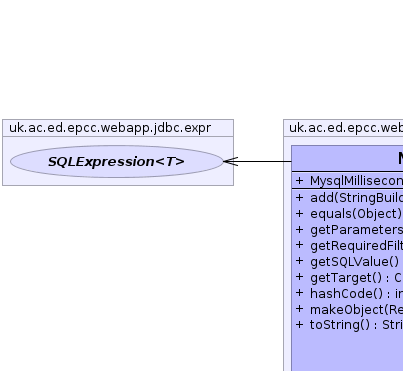 uk.ac.ed.epcc.webapp.jdbc.expr
SQLExpression<T>
uk.ac.ed.epcc.web
+ MysqlMillisecon
+ add(StringBuil
+ equals(Object)
+ getParameters
+ getRequiredFilt
+ getSQLValue()
+ getTarget() : C
+ hashCode() : in
+ makeObject(Re
+ toString() : Stri